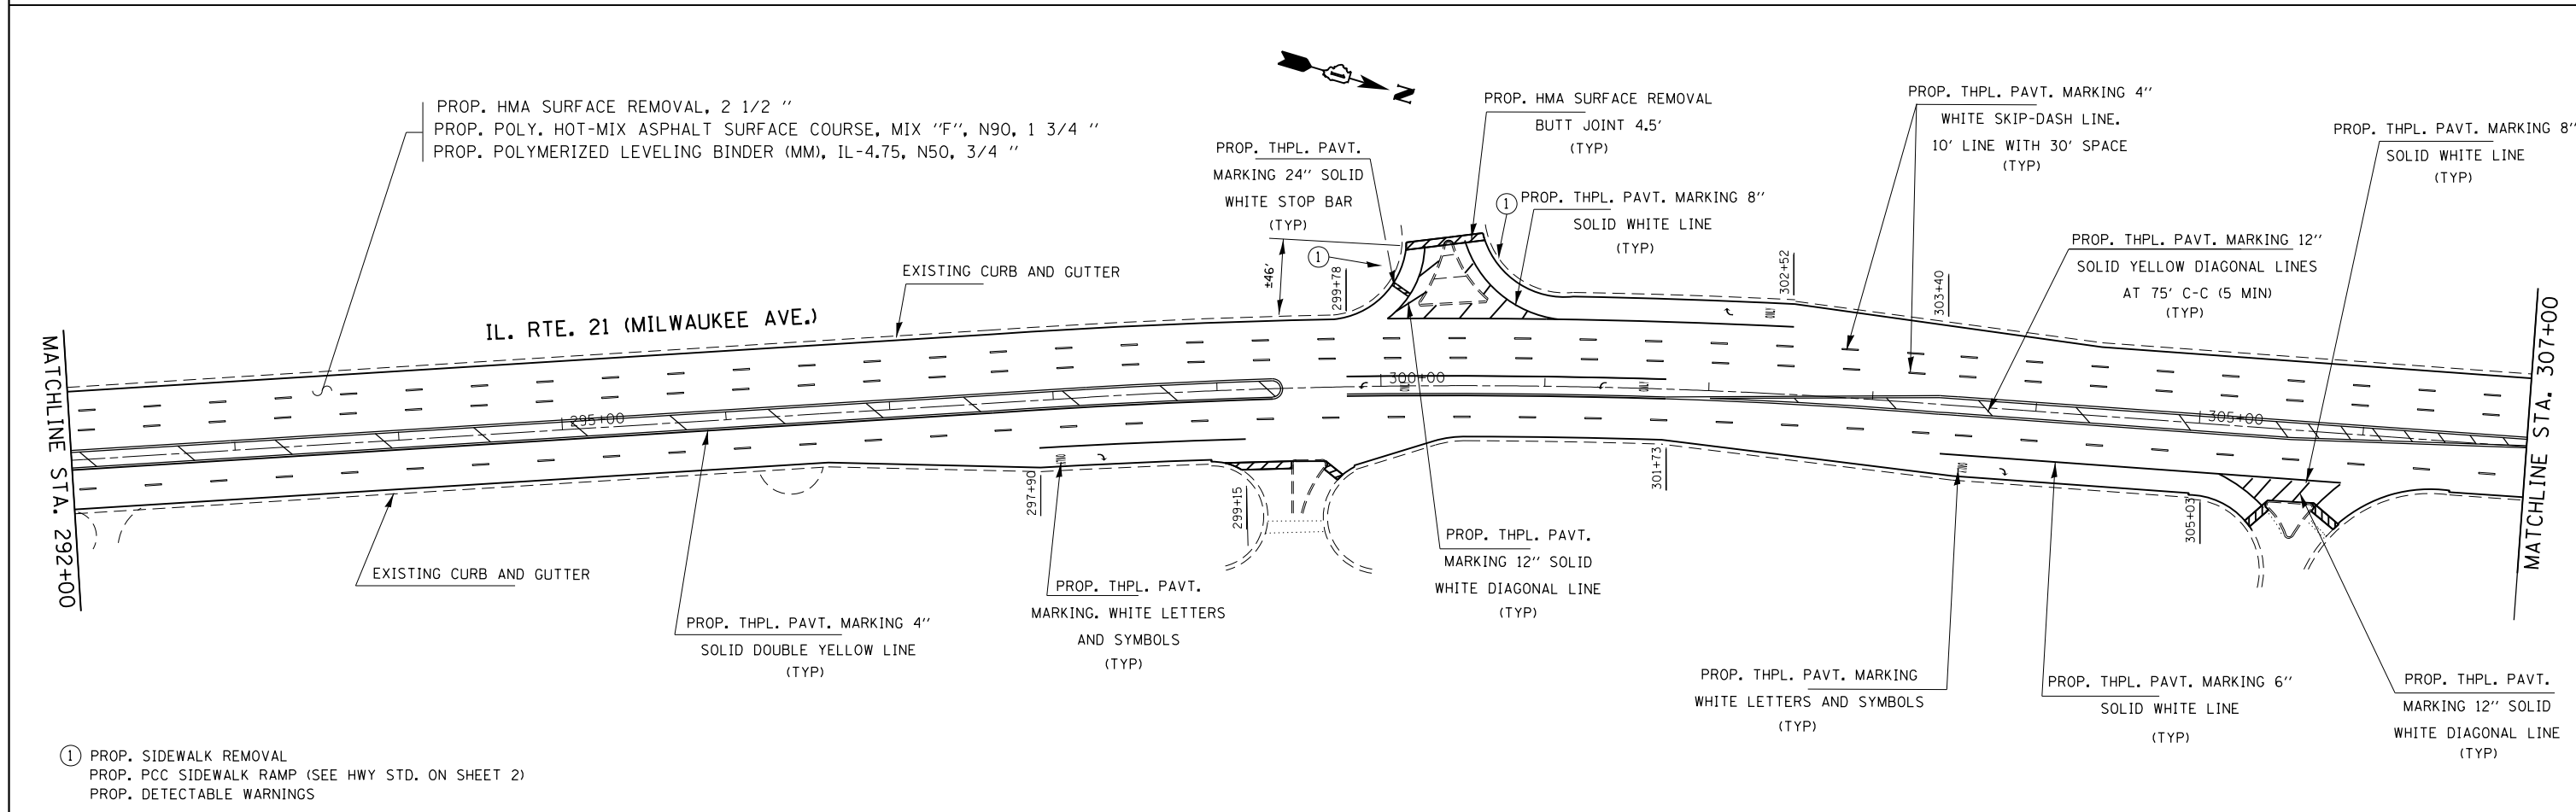 N
PROP. HMA SURFACE REMOVAL, 2 1/2 "
PROP. POLY. HOT-MIX ASPHALT SURFACE COURSE, MIX "F", N90, 1 3/4 "
PROP. POLYMERIZED LEVELING BINDER (MM), IL-4.75, N50, 3/4 "
PROP. THPL. PAVT.
MARKING 24" SOLID
WHITE STOP BAR
(TYP)
PROP. HMA SURFACE REMOVAL
BUTT JOINT 4.5'
(TYP)
1
PROP. THPL. PAVT. MARKING 8"
SOLID WHITE LINE
(TYP)
PROP. THPL. PAVT. MARKING 4"
WHITE SKIP-DASH LINE.
10' LINE WITH 30' SPACE
(TYP)
PROP. THPL. PAVT. MARKING 8"
SOLID WHITE LINE
(TYP)
PROP. THPL. PAVT. MARKING 12"
SOLID YELLOW DIAGONAL LINES
AT 75' C-C (5 MIN)
(TYP)
EXISTING CURB AND GUTTER
±46'
1
299+78
302+52
303+40
IL. RTE. 21 (MILWAUKEE AVE.)
MATCHLINE STA. 292+00
MATCHLINE STA. 307+00
295+00
300+00
305+00
ONLY
ONLY
ONLY
ONLY
ONLY
297+90
299+15
301+73
305+03
EXISTING CURB AND GUTTER
PROP. THPL. PAVT. MARKING 4"
SOLID DOUBLE YELLOW LINE
(TYP)
PROP. THPL. PAVT.
MARKING. WHITE LETTERS
AND SYMBOLS
(TYP)
PROP. THPL. PAVT.
MARKING 12" SOLID
WHITE DIAGONAL LINE
(TYP)
PROP. THPL. PAVT. MARKING
WHITE LETTERS AND SYMBOLS
(TYP)
PROP. THPL. PAVT. MARKING 6"
SOLID WHITE LINE
(TYP)
PROP. THPL. PAVT.
MARKING 12" SOLID
WHITE DIAGONAL LINE
(TYP)
1 PROP. SIDEWALK REMOVAL
PROP. PCC SIDEWALK RAMP (SEE HWY STD. ON SHEET 2)
PROP. DETECTABLE WARNINGS